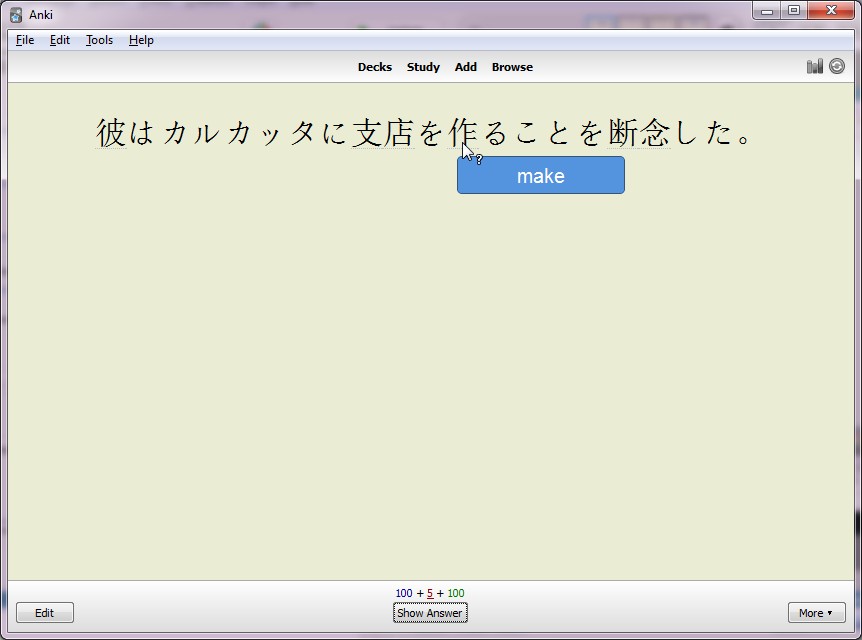 Anki
File Edit Tools Help
Decks Study Add Browse
彼はカルカッタに支店を作ることを断念した。
make
100 + 5 + 100
Edit Show Answer More ▾